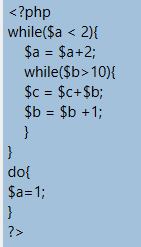 <?php
while($a < 2){
$a = $a+2;
while($b>10){
$c = $c+$b;
$b = $b +1;
}
}
do{
$a=1;
}
?>